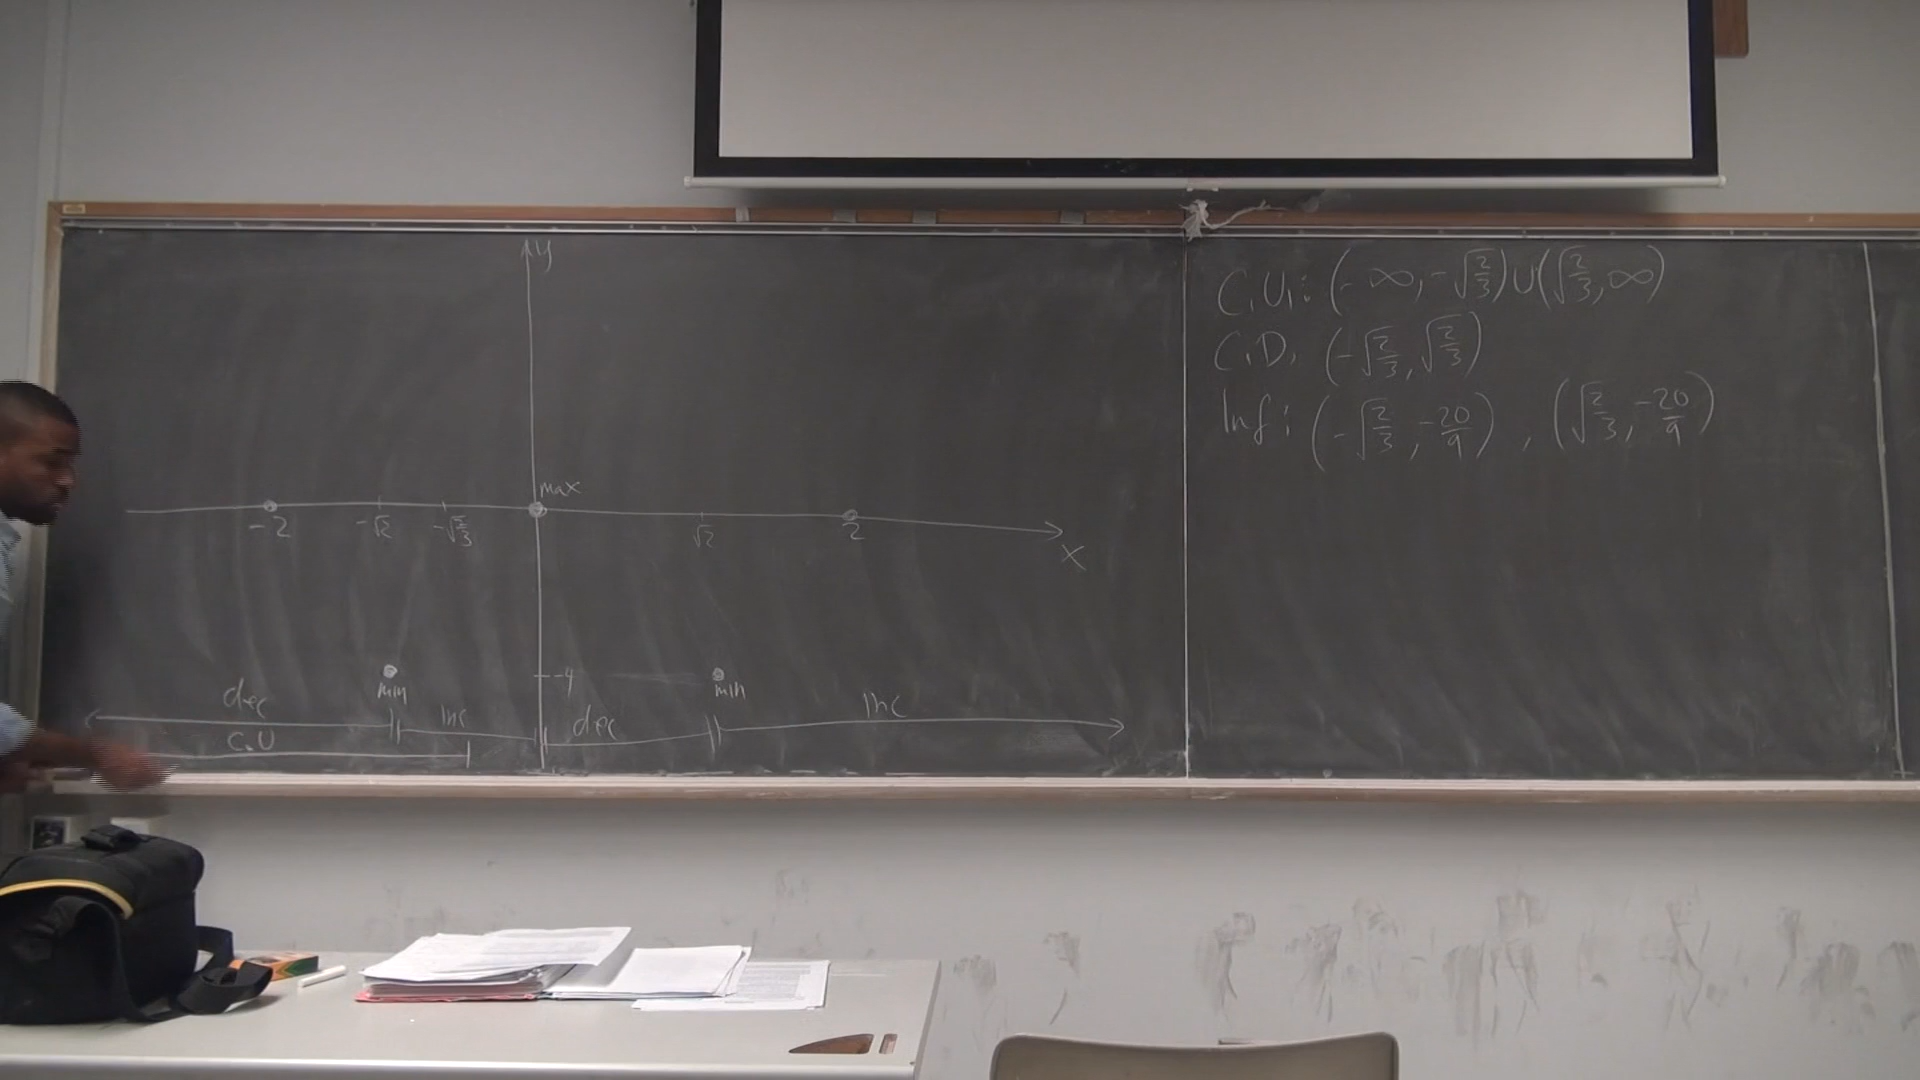 y
max
-2 -√2 -√2/3 √2 2
x
-4
min min
dec inc dec inc
C.U
C.U.: (-∞, -√2/3) U (√2/3, ∞)
C.D. (-√2/3, √2/3)
Inf: (-√2/3, -20/9) , (√2/3, -20/9)